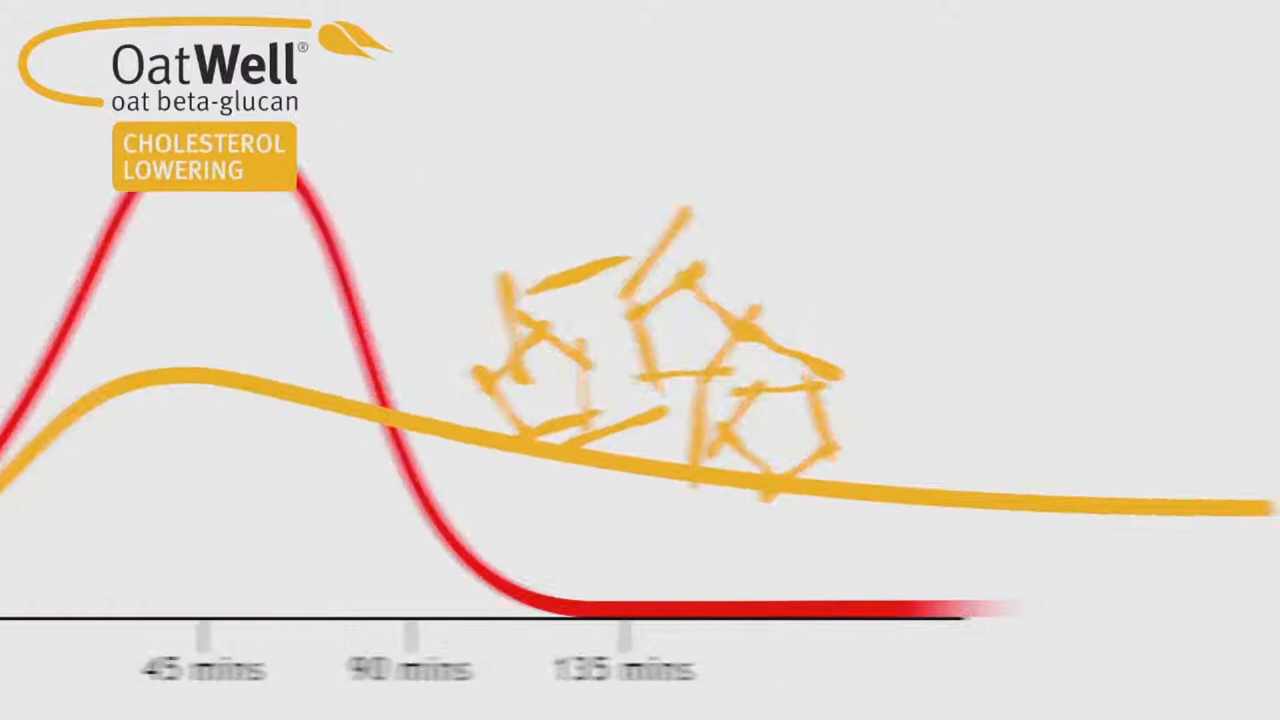 OatWell®
oat beta-glucan
CHOLESTEROL
LOWERING
45 mins
90 mins
135 mins